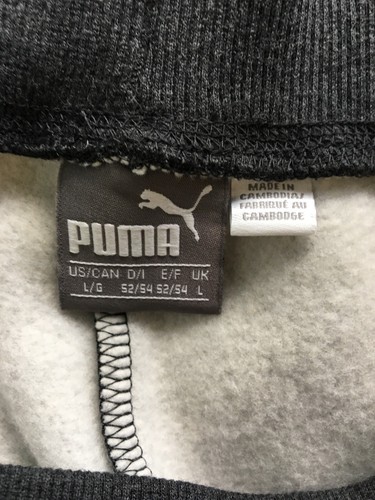 PUMA
US/CAN D/I E/F UK
L/G 52/54 52/54 L
MADE IN
CAMBODIA/
FABRIQUÉ AU
CAMBODGE